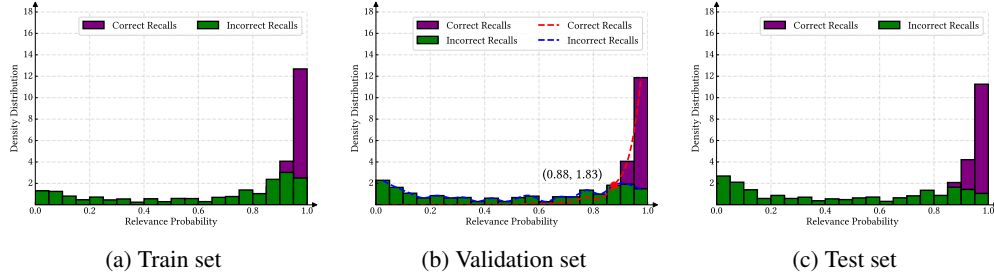 18
16
14
12
10
8
6
4
2
Density Distribution
Correct Recalls Incorrect Recalls
0.0 0.2 0.4 0.6 0.8 1.0
Relevance Probability
(a) Train set
18
16
14
12
10
8
6
4
2
Density Distribution
Correct Recalls Correct Recalls
Incorrect Recalls Incorrect Recalls
(0.88, 1.83)
0.0 0.2 0.4 0.6 0.8 1.0
Relevance Probability
(b) Validation set
18
16
14
12
10
8
6
4
2
Density Distribution
Correct Recalls Incorrect Recalls
0.0 0.2 0.4 0.6 0.8 1.0
Relevance Probability
(c) Test set